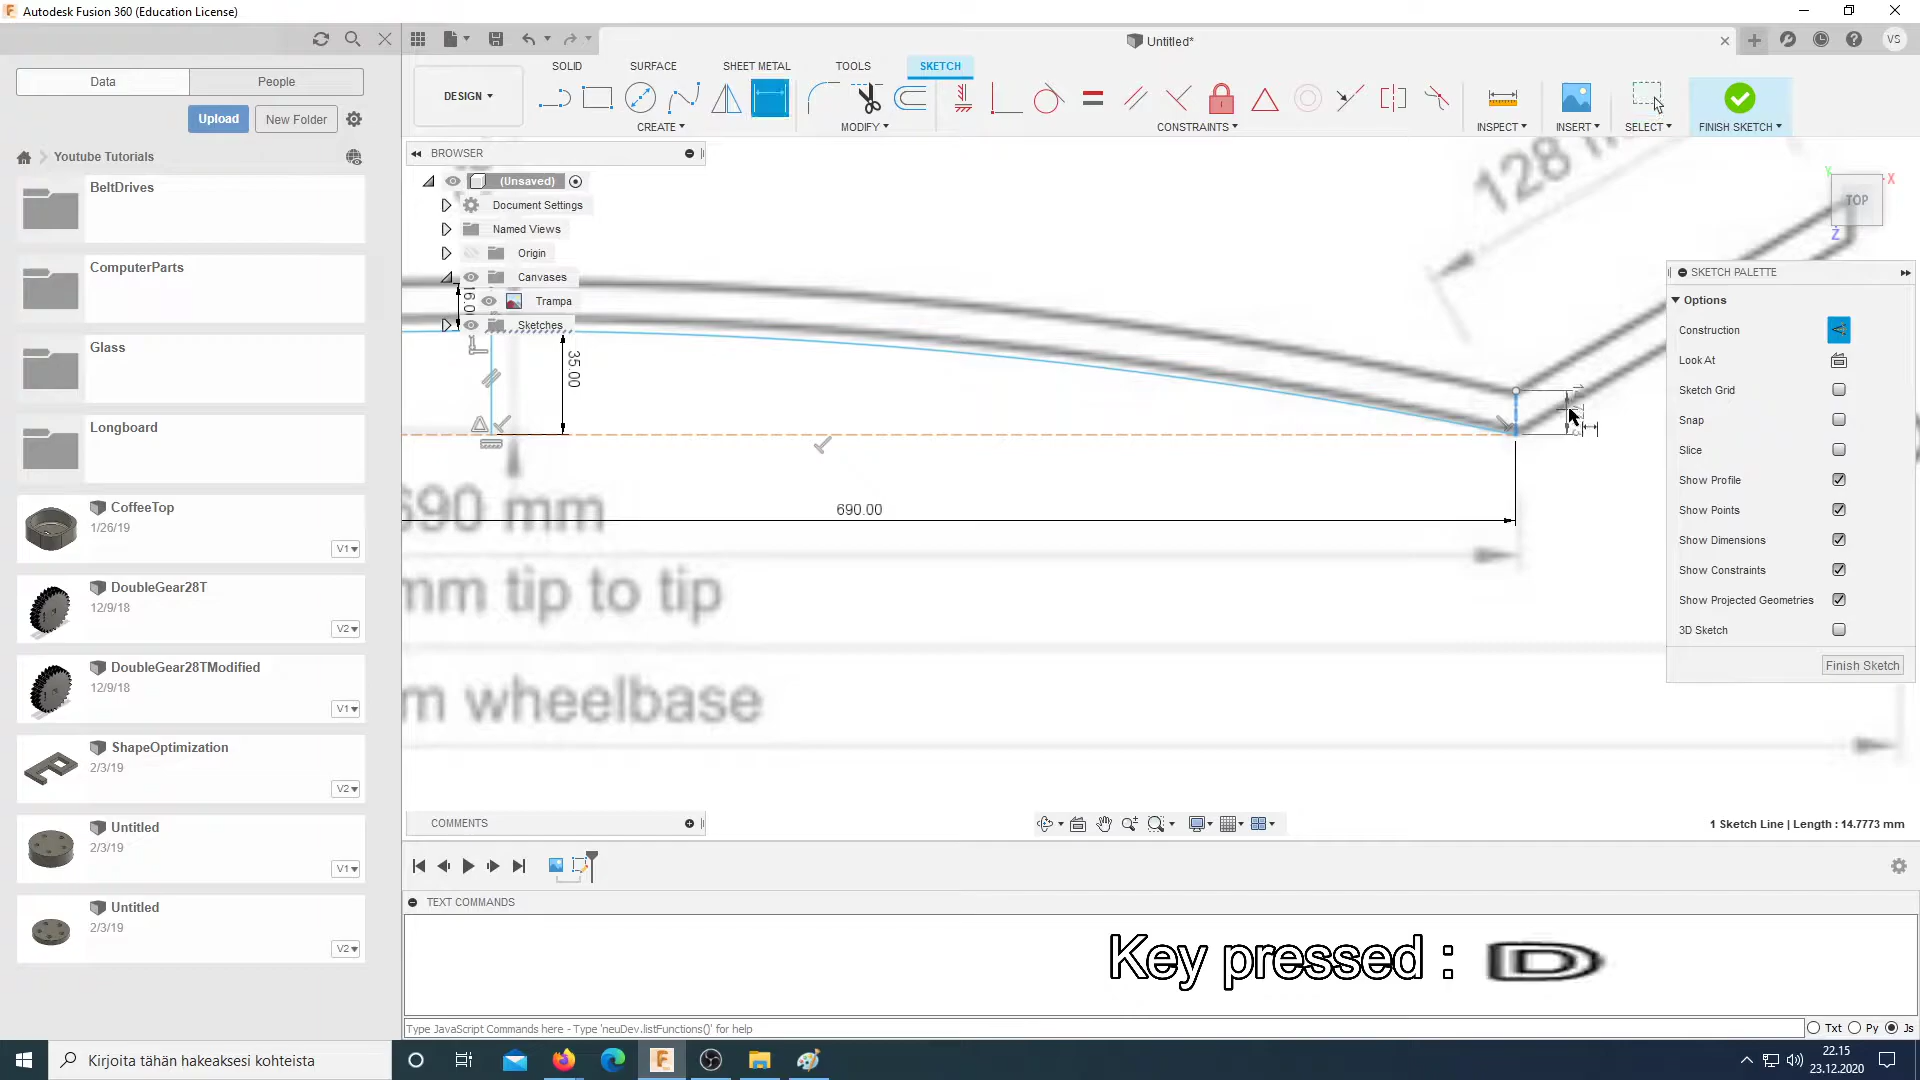 Autodesk Fusion 360 (Education License)
Untitled*
VS
Data
People
Upload
New Folder
Youtube Tutorials
BeltDrives
ComputerParts
Glass
Longboard
CoffeeTop
1/26/19
V1
DoubleGear28T
12/9/18
V2
DoubleGear28TModified
12/9/18
V1
ShapeOptimization
2/3/19
V2
Untitled
2/3/19
V1
Untitled
2/3/19
V2
DESIGN
SOLID
SURFACE
SHEET METAL
TOOLS
SKETCH
CREATE
MODIFY
CONSTRAINTS
INSPECT
INSERT
SELECT
FINISH SKETCH
BROWSER
(Unsaved)
Document Settings
Named Views
Origin
Canvases
Trampa
Sketches
35.00
128
TOP
X
Y
Z
690.00
690 mm
mm tip to tip
m wheelbase
SKETCH PALETTE
Options
Construction
Look At
Sketch Grid
Snap
Slice
Show Profile
Show Points
Show Dimensions
Show Constraints
Show Projected Geometries
3D Sketch
Finish Sketch
COMMENTS
1 Sketch Line | Length : 14.7773 mm
TEXT COMMANDS
Key pressed : D
Type JavaScript Commands here - Type 'neuDev.listFunctions()' for help
Txt
Py
Js
Kirjoita tähän hakeaksesi kohteista
22.15
23.12.2020